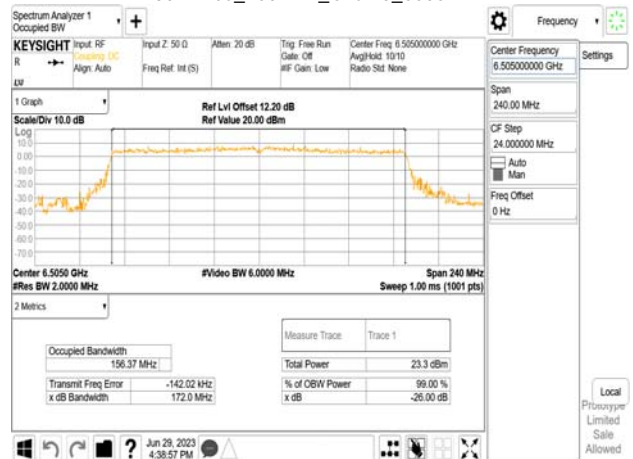 Spectrum Analyzer 1
Occupied BW
Frequency
KEYSIGHT
R
Input: RF
Coupling: DC
Align: Auto
Input Z: 50 Ω
Freq Ref: Int (S)
Atten: 20 dB
Trig: Free Run
Gate: Off
#IF Gain: Low
Center Freq: 6.505000000 GHz
Avg|Hold: 10/10
Radio Std: None
Center Frequency
6.505000000 GHz
Settings
Span
240.00 MHz
CF Step
24.000000 MHz
Auto
Man
Freq Offset
0 Hz
1 Graph
Scale/Div 10.0 dB
Ref Lvl Offset 12.20 dB
Ref Value 20.00 dBm
Log
10.0
0.00
-10.0
-20.0
-30.0
-40.0
-50.0
-60.0
-70.0
Center 6.5050 GHz
#Res BW 2.0000 MHz
#Video BW 6.0000 MHz
Span 240 MHz
Sweep 1.00 ms (1001 pts)
2 Metrics
Measure Trace
Trace 1
Occupied Bandwidth
156.37 MHz
Total Power
23.3 dBm
Transmit Freq Error
-142.02 kHz
% of OBW Power
99.00 %
x dB Bandwidth
172.0 MHz
x dB
-26.00 dB
Local
Prototype
Limited
Sale
Allowed
?
Jun 29, 2023
4:38:57 PM